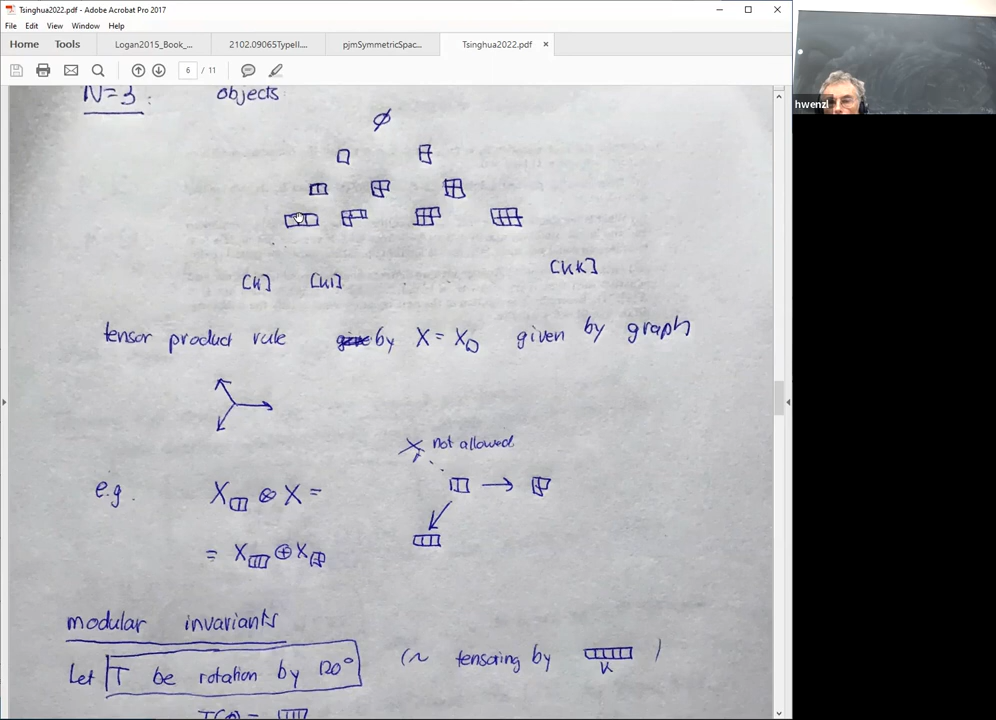 Tsinghua2022.pdf - Adobe Acrobat Pro 2017
File Edit View Window Help
Home Tools Logan2015_Book_... 2102.09065TypeII.... pjmSymmetricSpac... Tsinghua2022.pdf ×
6 / 11
hwenzl
N=3 : objects
∅
[k] [k1] [kk]
tensor product rule by X = X□ given by graph
X not allowed
e.g. X ⊗ X =
= X ⊕ X
modular invariants
Let T be rotation by 120° (~ tensoring by )
k